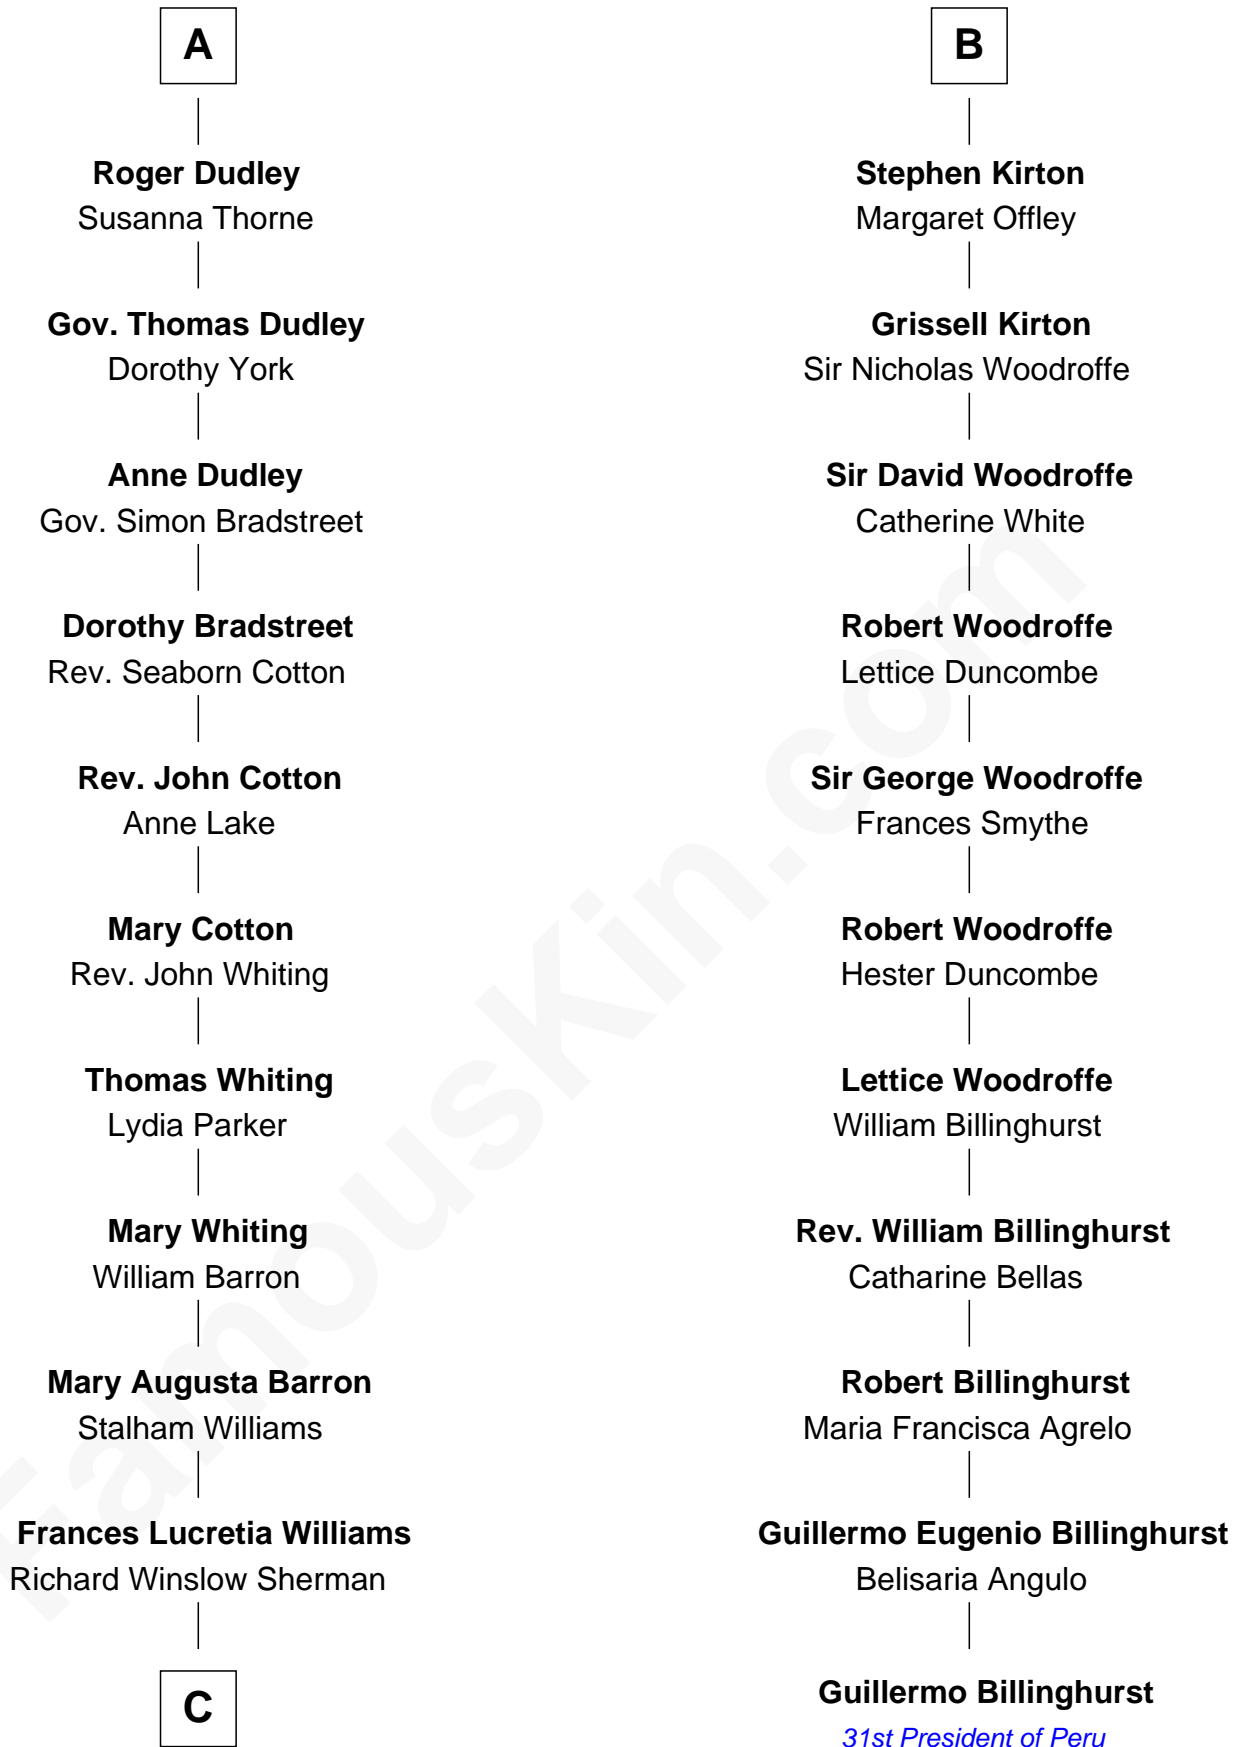 A
Roger Dudley
Susanna Thorne
Gov. Thomas Dudley
Dorothy York
Anne Dudley
Gov. Simon Bradstreet
Dorothy Bradstreet
Rev. Seaborn Cotton
Rev. John Cotton
Anne Lake
Mary Cotton
Rev. John Whiting
Thomas Whiting
Lydia Parker
Mary Whiting
William Barron
Mary Augusta Barron
Stalham Williams
Frances Lucretia Williams
Richard Winslow Sherman
C
B
Stephen Kirton
Margaret Offley
Grissell Kirton
Sir Nicholas Woodroffe
Sir David Woodroffe
Catherine White
Robert Woodroffe
Lettice Duncombe
Sir George Woodroffe
Frances Smythe
Robert Woodroffe
Hester Duncombe
Lettice Woodroffe
William Billinghurst
Rev. William Billinghurst
Catharine Bellas
Robert Billinghurst
Maria Francisca Agrelo
Guillermo Eugenio Billinghurst
Belisaria Angulo
Guillermo Billinghurst
31st President of Peru
FamousKin.com